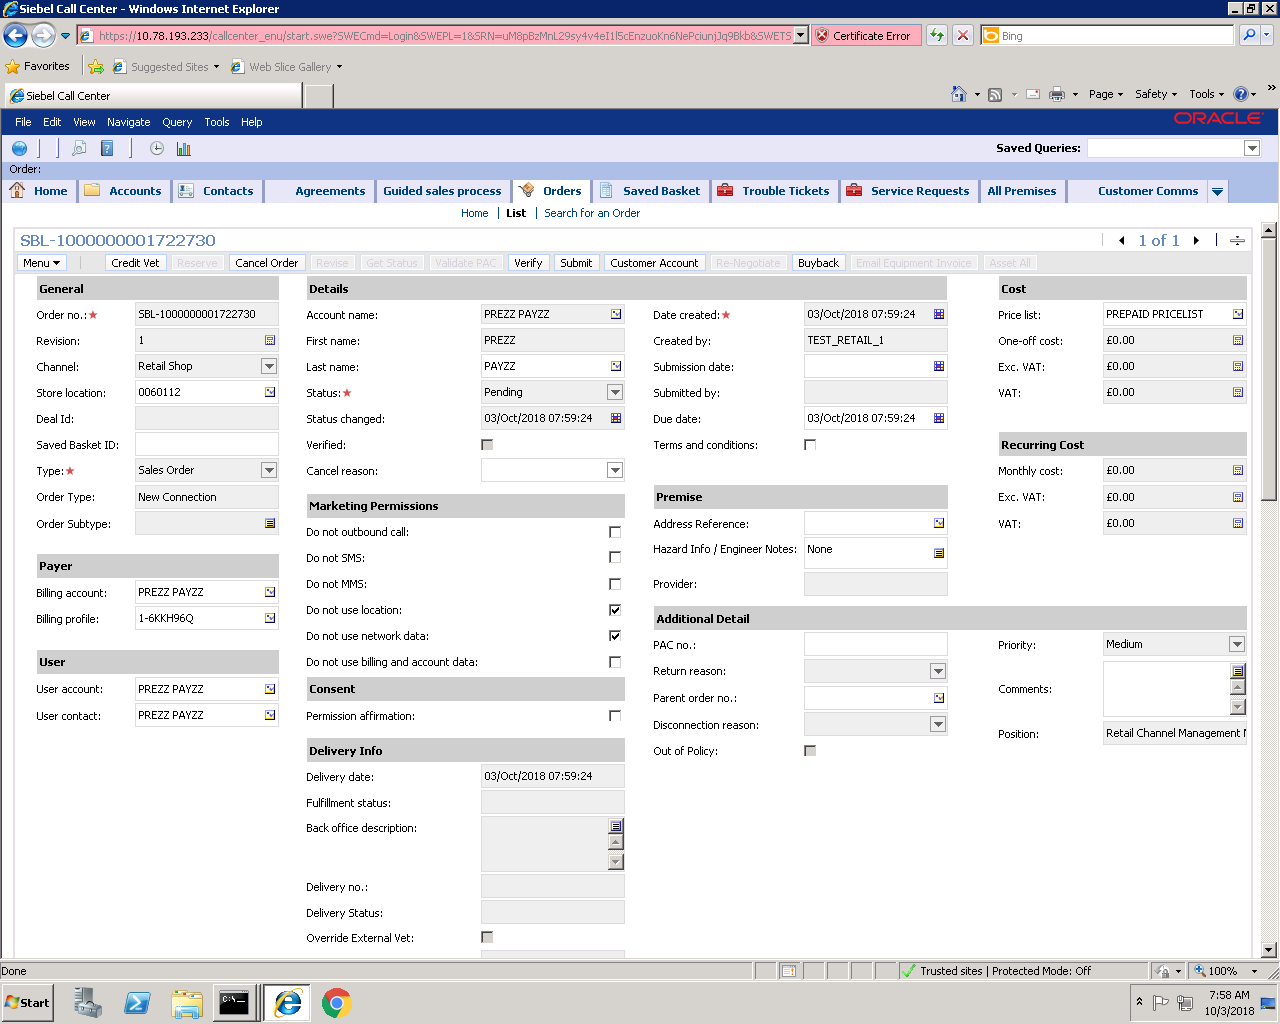 Siebel Call Center - Windows Internet Explorer
https://10.78.193.233/callcenter_enu/start.swe?SWECmd=Login&SWEPL=1&SRN=
Certificate Error
Bing
Favorites
Suggested Sites
Web Slice Gallery
Siebel Call Center
Page
Safety
Tools
File Edit View Navigate Query Tools Help
ORACLE
Saved Queries:
Order:
Home
Accounts
Contacts
Agreements
Guided sales process
Orders
Saved Basket
Trouble Tickets
Service Requests
All Premises
Customer Comms
Home | List | Search for an Order
SBL-1000000001722730
1 of 1
Menu
Credit Vet
Reserve
Cancel Order
Revise
Get Status
Validate PAC
Verify
Submit
Customer Account
Re-Negotiate
Buyback
Email Equipment Invoice
Asset All
General
Order no.:* SBL-1000000001722730
Revision: 1
Channel: Retail Shop
Store location: 0060112
Deal Id:
Saved Basket ID:
Type:* Sales Order
Order Type: New Connection
Order Subtype:
Payer
Billing account: PREZZ PAYZZ
Billing profile: 1-6KKH96Q
User
User account: PREZZ PAYZZ
User contact: PREZZ PAYZZ
Details
Account name: PREZZ PAYZZ
First name: PREZZ
Last name: PAYZZ
Status:* Pending
Status changed: 03/Oct/2018 07:59:24
Verified:
Cancel reason:
Marketing Permissions
Do not outbound call:
Do not SMS:
Do not MMS:
Do not use location:
Do not use network data:
Do not use billing and account data:
Consent
Permission affirmation:
Delivery Info
Delivery date: 03/Oct/2018 07:59:24
Fulfillment status:
Back office description:
Delivery no.:
Delivery Status:
Override External Vet:
Date created:* 03/Oct/2018 07:59:24
Created by: TEST_RETAIL_1
Submission date:
Submitted by:
Due date: 03/Oct/2018 07:59:24
Terms and conditions:
Premise
Address Reference:
Hazard Info / Engineer Notes: None
Provider:
Additional Detail
PAC no.:
Return reason:
Parent order no.:
Disconnection reason:
Out of Policy:
Priority: Medium
Comments:
Position: Retail Channel Management
Cost
Price list: PREPAID PRICELIST
One-off cost: £0.00
Exc. VAT: £0.00
VAT: £0.00
Recurring Cost
Monthly cost: £0.00
Exc. VAT: £0.00
VAT: £0.00
Done
Trusted sites | Protected Mode: Off
100%
Start
7:58 AM
10/3/2018